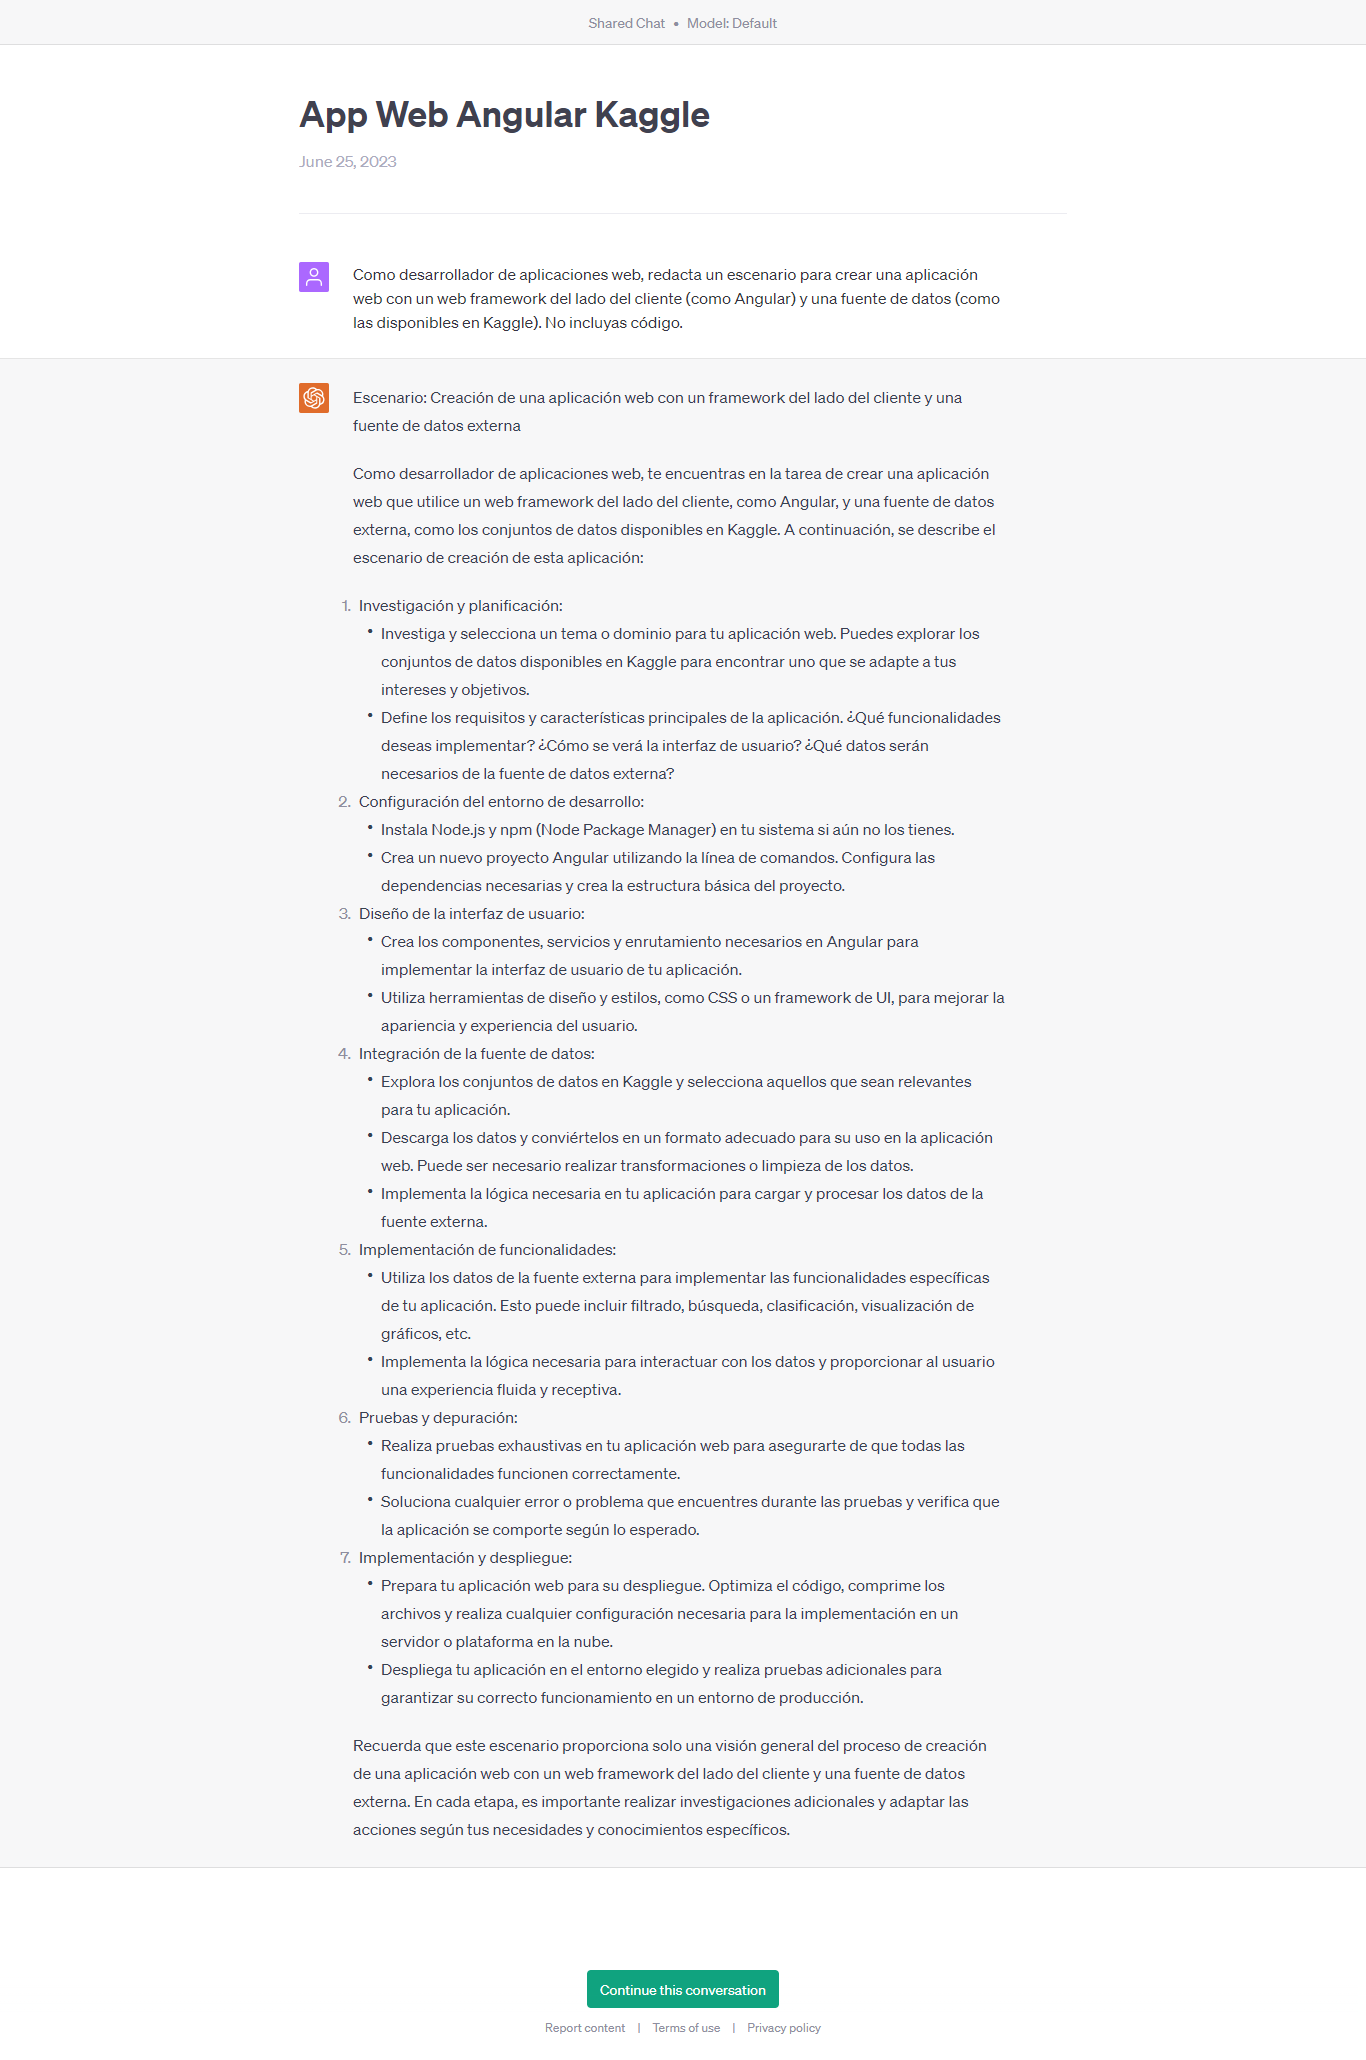 Shared Chat • Model: Default
App Web Angular Kaggle
June 25, 2023
Como desarrollador de aplicaciones web, redacta un escenario para crear una aplicación
web con un web framework del lado del cliente (como Angular) y una fuente de datos (como
las disponibles en Kaggle). No incluyas código.
Escenario: Creación de una aplicación web con un framework del lado del cliente y una
fuente de datos externa
Como desarrollador de aplicaciones web, te encuentras en la tarea de crear una aplicación
web que utilice un web framework del lado del cliente, como Angular, y una fuente de datos
externa, como los conjuntos de datos disponibles en Kaggle. A continuación, se describe el
escenario de creación de esta aplicación:
1. Investigación y planificación:
• Investiga y selecciona un tema o dominio para tu aplicación web. Puedes explorar los
conjuntos de datos disponibles en Kaggle para encontrar uno que se adapte a tus
intereses y objetivos.
• Define los requisitos y características principales de la aplicación. ¿Qué funcionalidades
deseas implementar? ¿Cómo se verá la interfaz de usuario? ¿Qué datos serán
necesarios de la fuente de datos externa?
2. Configuración del entorno de desarrollo:
• Instala Node.js y npm (Node Package Manager) en tu sistema si aún no los tienes.
• Crea un nuevo proyecto Angular utilizando la línea de comandos. Configura las
dependencias necesarias y crea la estructura básica del proyecto.
3. Diseño de la interfaz de usuario:
• Crea los componentes, servicios y enrutamiento necesarios en Angular para
implementar la interfaz de usuario de tu aplicación.
• Utiliza herramientas de diseño y estilos, como CSS o un framework de UI, para mejorar la
apariencia y experiencia del usuario.
4. Integración de la fuente de datos:
• Explora los conjuntos de datos en Kaggle y selecciona aquellos que sean relevantes
para tu aplicación.
• Descarga los datos y conviértelos en un formato adecuado para su uso en la aplicación
web. Puede ser necesario realizar transformaciones o limpieza de los datos.
• Implementa la lógica necesaria en tu aplicación para cargar y procesar los datos de la
fuente externa.
5. Implementación de funcionalidades:
• Utiliza los datos de la fuente externa para implementar las funcionalidades específicas
de tu aplicación. Esto puede incluir filtrado, búsqueda, clasificación, visualización de
gráficos, etc.
• Implementa la lógica necesaria para interactuar con los datos y proporcionar al usuario
una experiencia fluida y receptiva.
6. Pruebas y depuración:
• Realiza pruebas exhaustivas en tu aplicación web para asegurarte de que todas las
funcionalidades funcionen correctamente.
• Soluciona cualquier error o problema que encuentres durante las pruebas y verifica que
la aplicación se comporte según lo esperado.
7. Implementación y despliegue:
• Prepara tu aplicación web para su despliegue. Optimiza el código, comprime los
archivos y realiza cualquier configuración necesaria para la implementación en un
servidor o plataforma en la nube.
• Despliega tu aplicación en el entorno elegido y realiza pruebas adicionales para
garantizar su correcto funcionamiento en un entorno de producción.
Recuerda que este escenario proporciona solo una visión general del proceso de creación
de una aplicación web con un web framework del lado del cliente y una fuente de datos
externa. En cada etapa, es importante realizar investigaciones adicionales y adaptar las
acciones según tus necesidades y conocimientos específicos.
Continue this conversation
Report content | Terms of use | Privacy policy